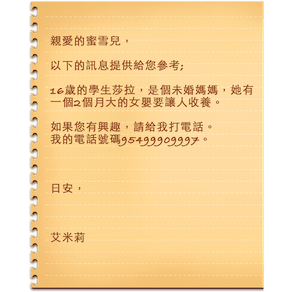 親愛的蜜雪兒，
以下的訊息提供給您參考;
16歲的學生莎拉，是個未婚媽媽，她有
一個2個月大的女嬰要讓人收養。
如果您有興趣，請給我打電話。
我的電話號碼95499909997。
日安，
艾米莉